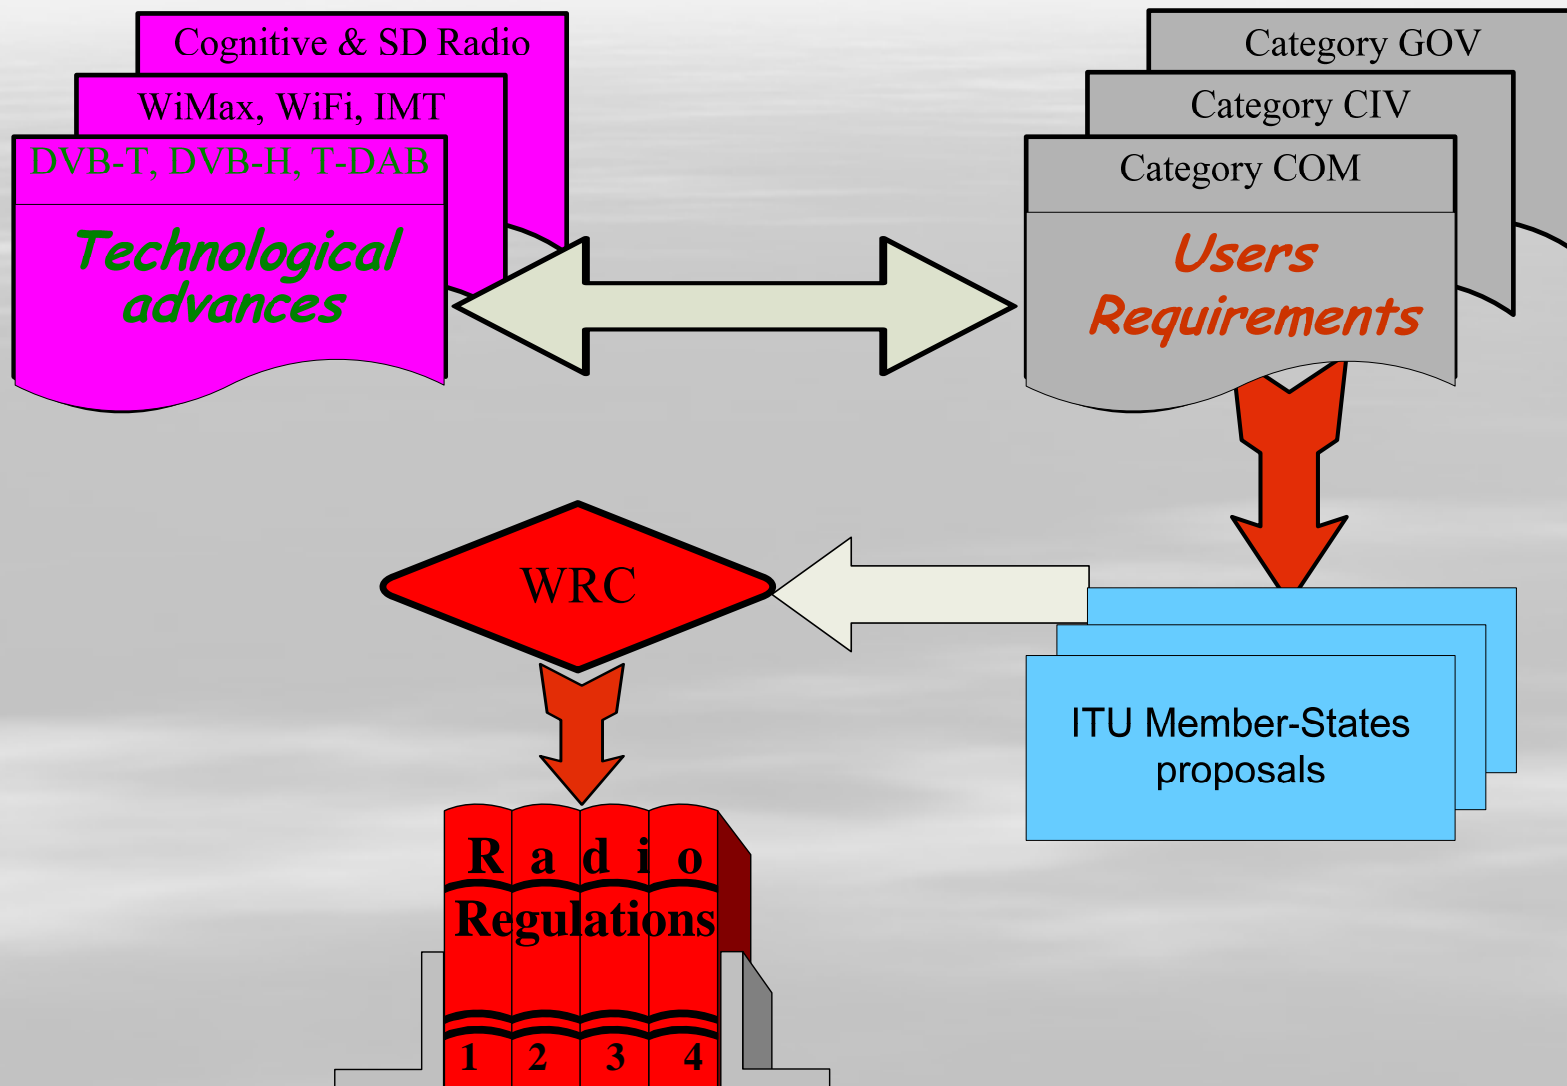 Cognitive & SD Radio
WiMax, WiFi, IMT
DVB-T, DVB-H, T-DAB
Technological
advances
Category GOV
Category CIV
Category COM
Users
Requirements
WRC
ITU Member-States
proposals
R a d i o
Regulations
1 2 3 4